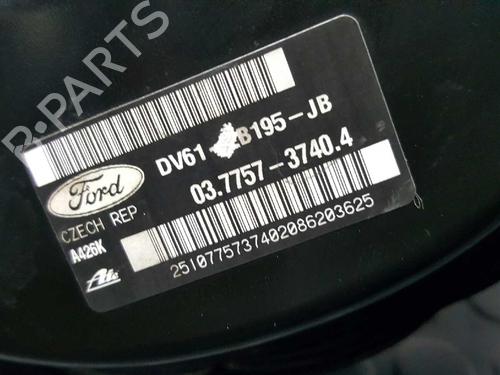 R-PARTS
Ford
DV61 B195-JB
CZECH REP
03.7757-3740.4
A426K
Ate
2510775737402086203625